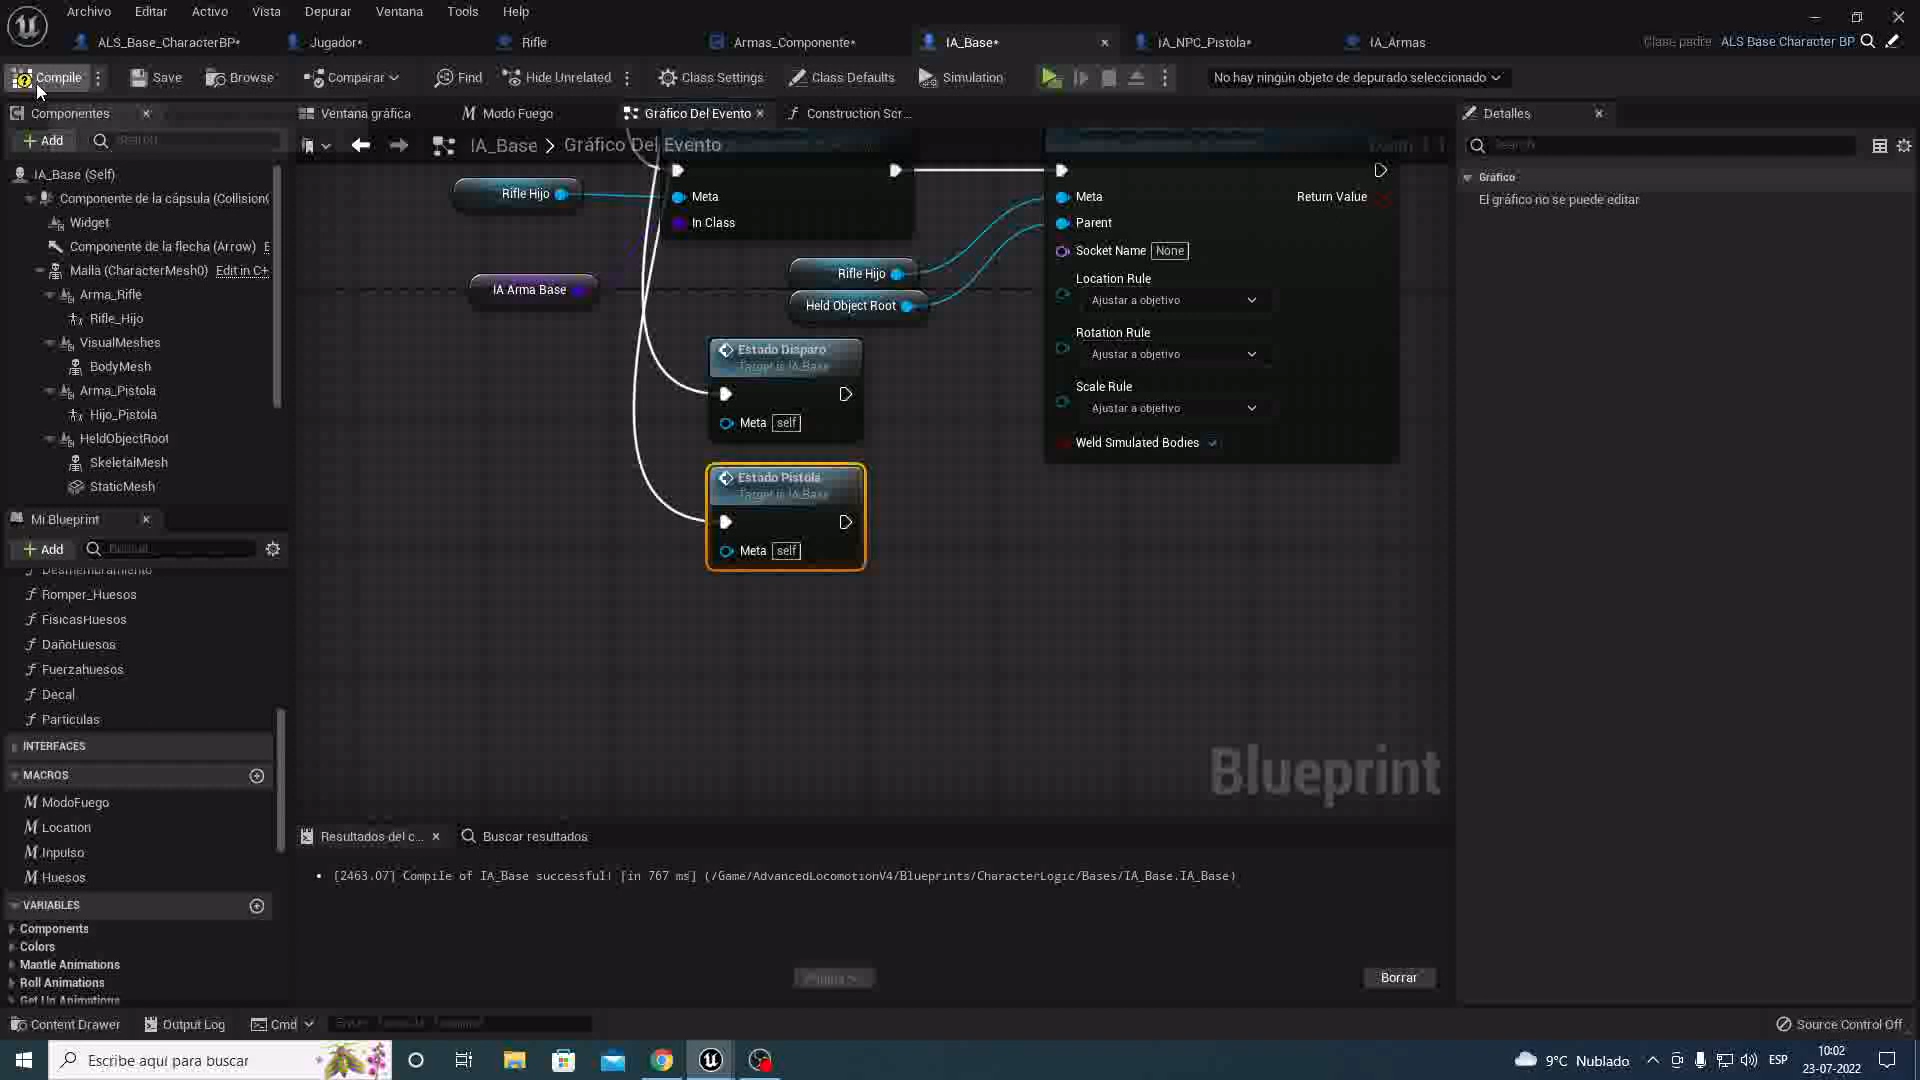 Archivo Editar Activo Vista Depurar Ventana Tools Help
ALS_Base_CharacterBP* Jugador* Rifle Armas_Componente* IA_Base* IA_NPC_Pistola* IA_Armas Clase padre ALS Base Character BP
Compile Save Browse Comparar Find Hide Unrelated Class Settings Class Defaults Simulation No hay ningún objeto de depurado seleccionado
Componentes
Add
Search
IA_Base (Self)
Componente de la cápsula (Collision
Widget
Componente de la flecha (Arrow) E
Malla (CharacterMesh0) Edit in C+
Arma_Rifle
Rifle_Hijo
VisualMeshes
BodyMesh
Arma_Pistola
Hijo_Pistola
HeldObjectRoot
SkeletalMesh
StaticMesh
Mi Blueprint
Add
Desmembramiento
Romper_Huesos
FisicasHuesos
DañoHuesos
Fuerzahuesos
Decal
Particulas
INTERFACES
MACROS
ModoFuego
Location
Inpulso
Huesos
VARIABLES
Components
Colors
Mantle Animations
Roll Animations
Get Up Animations
Ventana gráfica Modo Fuego Gráfico Del Evento Construction Scr...
IA_Base > Gráfico Del Evento
Rifle Hijo
Meta
In Class
IA Arma Base
Rifle Hijo
Held Object Root
Meta
Return Value
Parent
Socket Name None
Location Rule
Ajustar a objetivo
Rotation Rule
Ajustar a objetivo
Scale Rule
Ajustar a objetivo
Weld Simulated Bodies
Estado Disparo
Target is IA Base
Meta self
Estado Pistola
Target is IA Base
Meta self
Blueprint
Resultados del c... Buscar resultados
[2463.07] Compile of IA_Base successful! [in 767 ms] (/Game/AdvancedLocomotionV4/Blueprints/CharacterLogic/Bases/IA_Base.IA_Base)
Borrar
Detalles
Search
Gráfico
El gráfico no se puede editar
Content Drawer Output Log Cmd
Source Control Off
Escribe aquí para buscar
9°C Nublado
ESP
10:02
23-07-2022